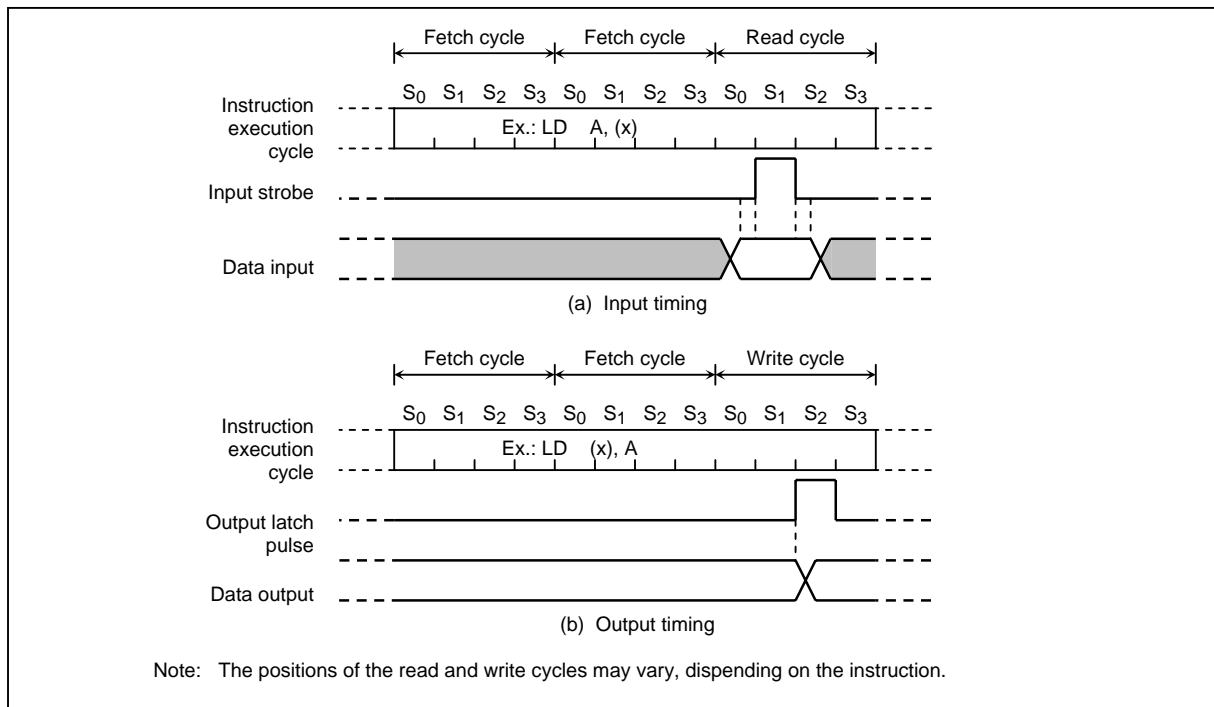 Fetch cycle Fetch cycle Read cycle
S0 S1 S2 S3 S0 S1 S2 S3 S0 S1 S2 S3
Instruction
execution
cycle
Ex.: LD A, (x)
Input strobe
Data input
(a) Input timing
Fetch cycle Fetch cycle Write cycle
S0 S1 S2 S3 S0 S1 S2 S3 S0 S1 S2 S3
Instruction
execution
cycle
Ex.: LD (x), A
Output latch
pulse
Data output
(b) Output timing
Note: The positions of the read and write cycles may vary, dispending on the instruction.